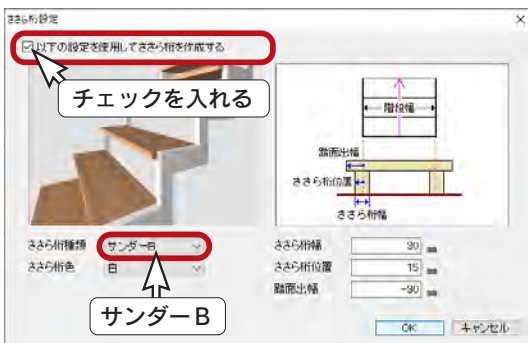 ささら桁設定
以下の設定を使用してささら桁を作成する
チェックを入れる
階段幅
踏面出幅
ささら桁位置
ささら桁幅
ささら桁種類 サンダーB
ささら桁色 白
サンダーB
ささら桁幅 30 mm
ささら桁位置 15 mm
踏面出幅 -30 mm
OK キャンセル